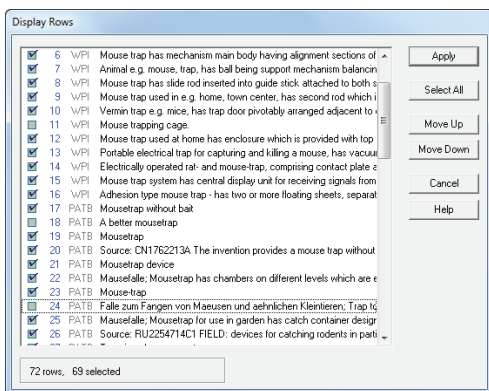 Display Rows
6 WPI Mouse trap has mechanism main body having alignment sections of
7 WPI Animal e.g. mouse, trap, has ball being support mechanism balancin
8 WPI Mouse trap has slide rod inserted into guide stick attached to both s
9 WPI Mouse trap used in e.g. home, town center, has second rod which i
10 WPI Vermin trap e.g. mice, has trap door pivotably arranged adjacent to
11 WPI Mouse trapping cage.
12 WPI Mouse trap used at home has enclosure which is provided with top
13 WPI Portable electrical trap for capturing and killing a mouse, has vacuu
14 WPI Electrically operated rat- and mouse-trap, comprising contact plate a
15 WPI Mouse trap system has central display unit for receiving signals from
16 WPI Adhesion type mouse trap - has two or more floating sheets, separat
17 PATB Mousetrap without bait
18 PATB A better mousetrap
19 PATB Mousetrap
20 PATB Source: CN1762213A The invention provides a mouse trap without
21 PATB Mousetrap device
22 PATB Mausefalle; Mousetrap has chambers on different levels which are e
23 PATB Mouse-trap
24 PATB Falle zum Fangen von Maeusen und aehnlichen Kleintieren; Trap to
25 PATB Mausefalle; Mousetrap for use in garden has catch container design
26 PATB Source: RU2254714C1 FIELD: devices for catching rodents in parti
Apply
Select All
Move Up
Move Down
Cancel
Help
72 rows, 69 selected